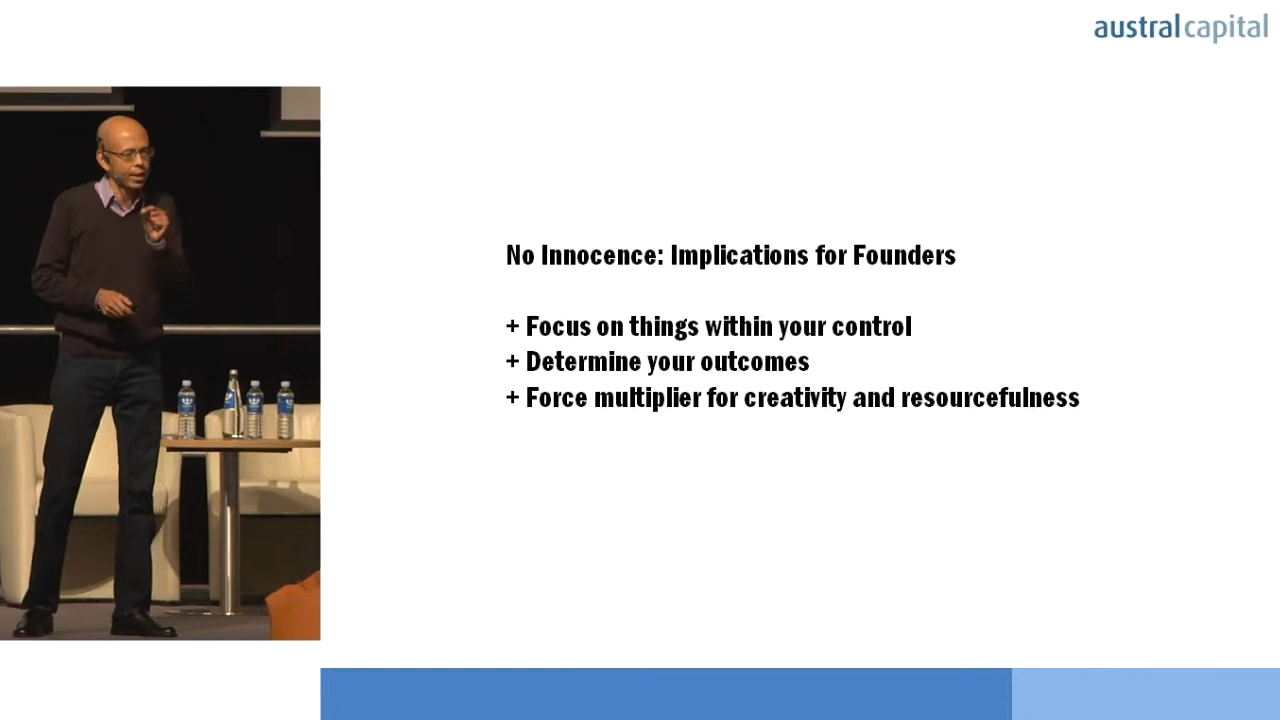 australcapital
No Innocence: Implications for Founders
+ Focus on things within your control
+ Determine your outcomes
+ Force multiplier for creativity and resourcefulness